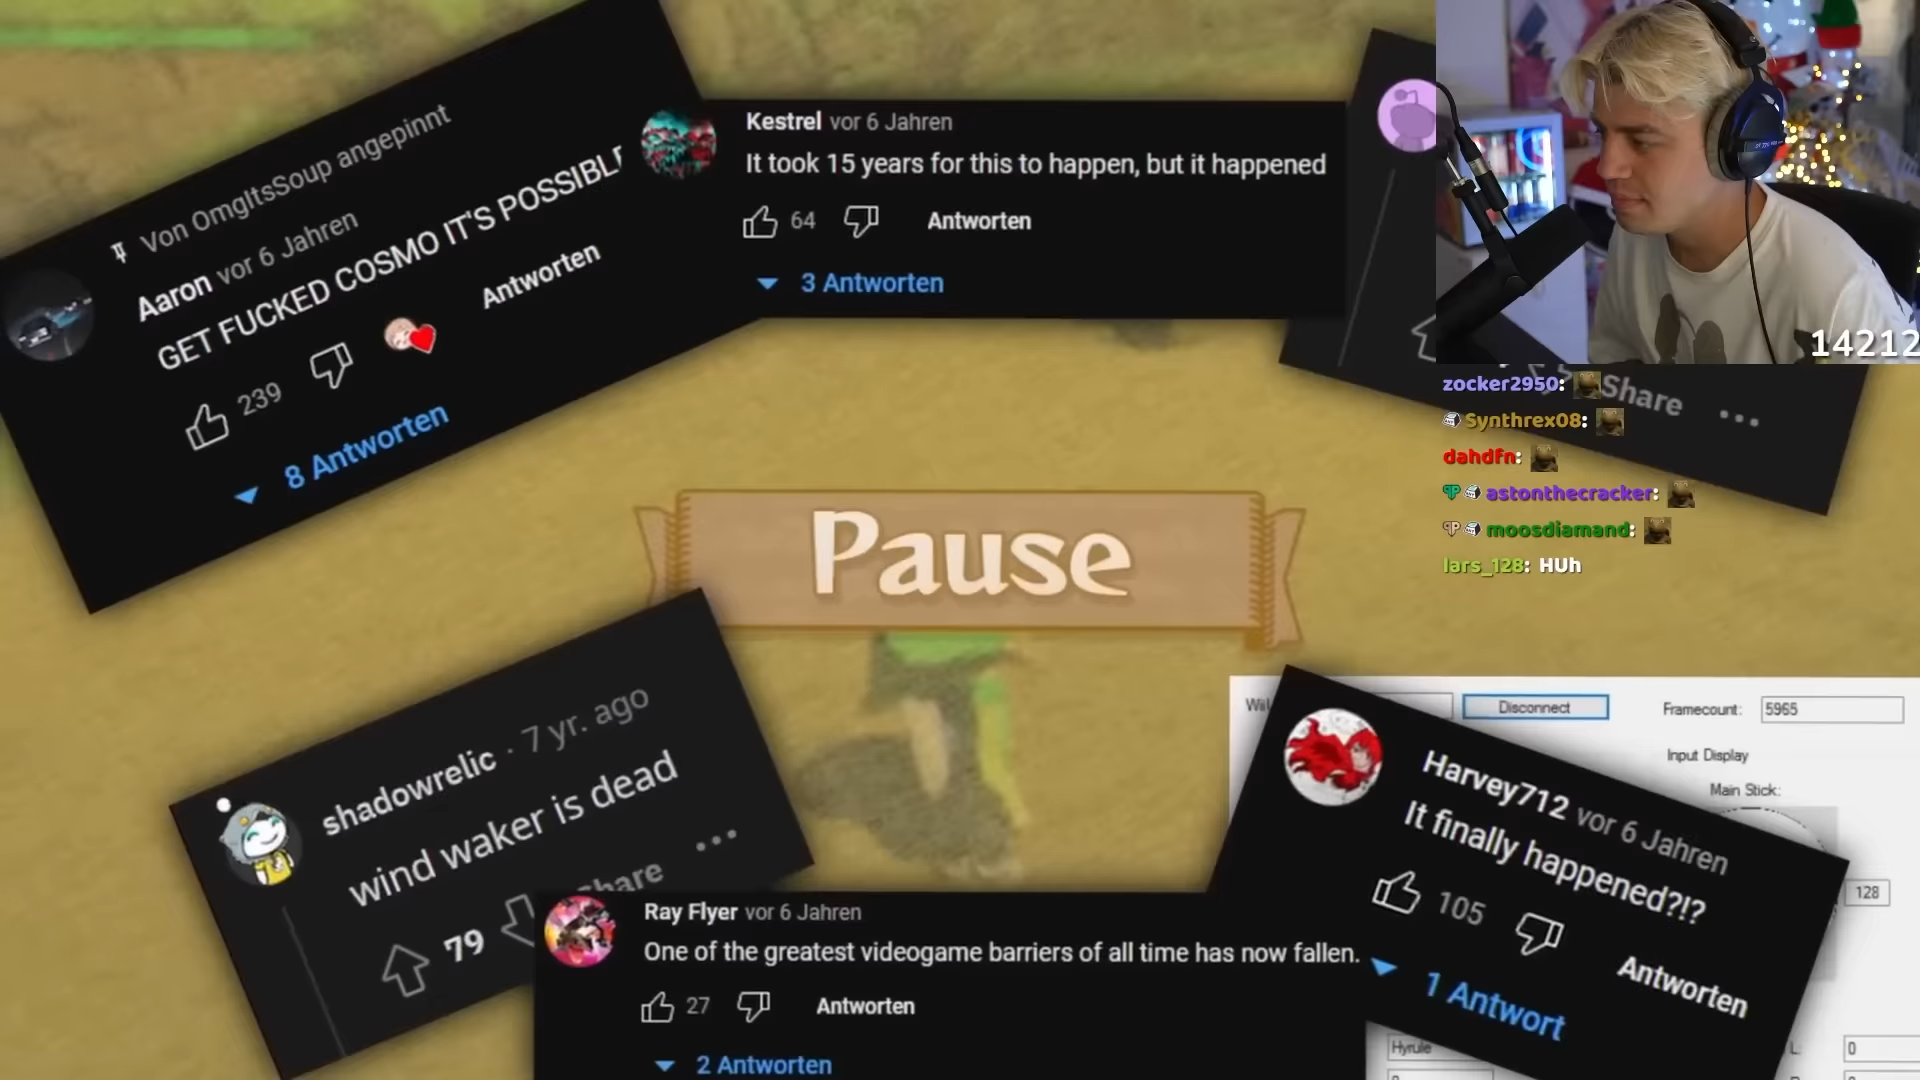 Von OmgItsSoup angepinnt
Aaron vor 6 Jahren
GET FUCKED COSMO IT'S POSSIBLE
239
Antworten
8 Antworten
Kestrel vor 6 Jahren
It took 15 years for this to happen, but it happened
64 Antworten
3 Antworten
Share
14212
zocker2950:
Synthrex08:
dahdfn:
astonthecracker:
moosdiamand:
lars_128: HUh
Pause
shadowrelic · 7 yr. ago
wind waker is dead
79
Share
Ray Flyer vor 6 Jahren
One of the greatest videogame barriers of all time has now fallen.
27 Antworten
2 Antworten
Disconnect
Framecount: 5965
Input Display
Main Stick:
128
Harvey712 vor 6 Jahren
It finally happened?!?
105
Antworten
1 Antwort
Hyrule
L: 0